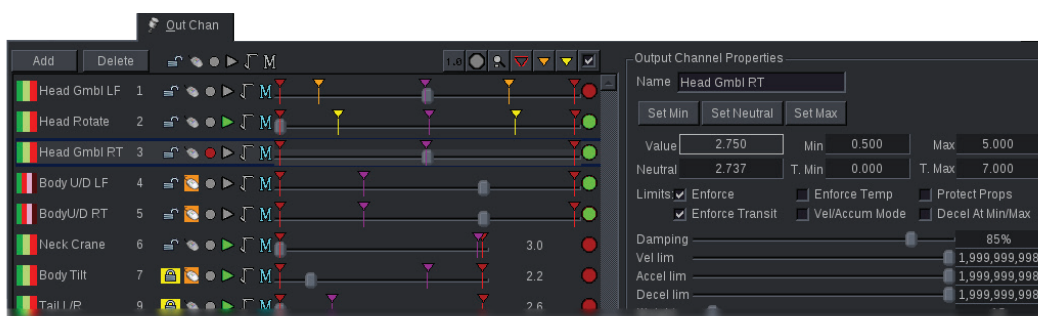 Out Chan
Add Delete M 1.0
Head Gmbl LF 1 M
Head Rotate 2 M
Head Gmbl RT 3 M
Body U/D LF 4 M
BodyU/D RT 5 M
Neck Crane 6 M 3.0
Body Tilt 7 M 2.2
Tail L/R 9 M 2.6
Output Channel Properties
Name Head Gmbl RT
Set Min Set Neutral Set Max
Value 2.750 Min 0.500 Max 5.000
Neutral 2.737 T. Min 0.000 T. Max 7.000
Limits: Enforce Enforce Temp Protect Props
Enforce Transit Vel/Accum Mode Decel At Min/Max
Damping 85%
Vel lim 1,999,999,998
Accel lim 1,999,999,998
Decel lim 1,999,999,998